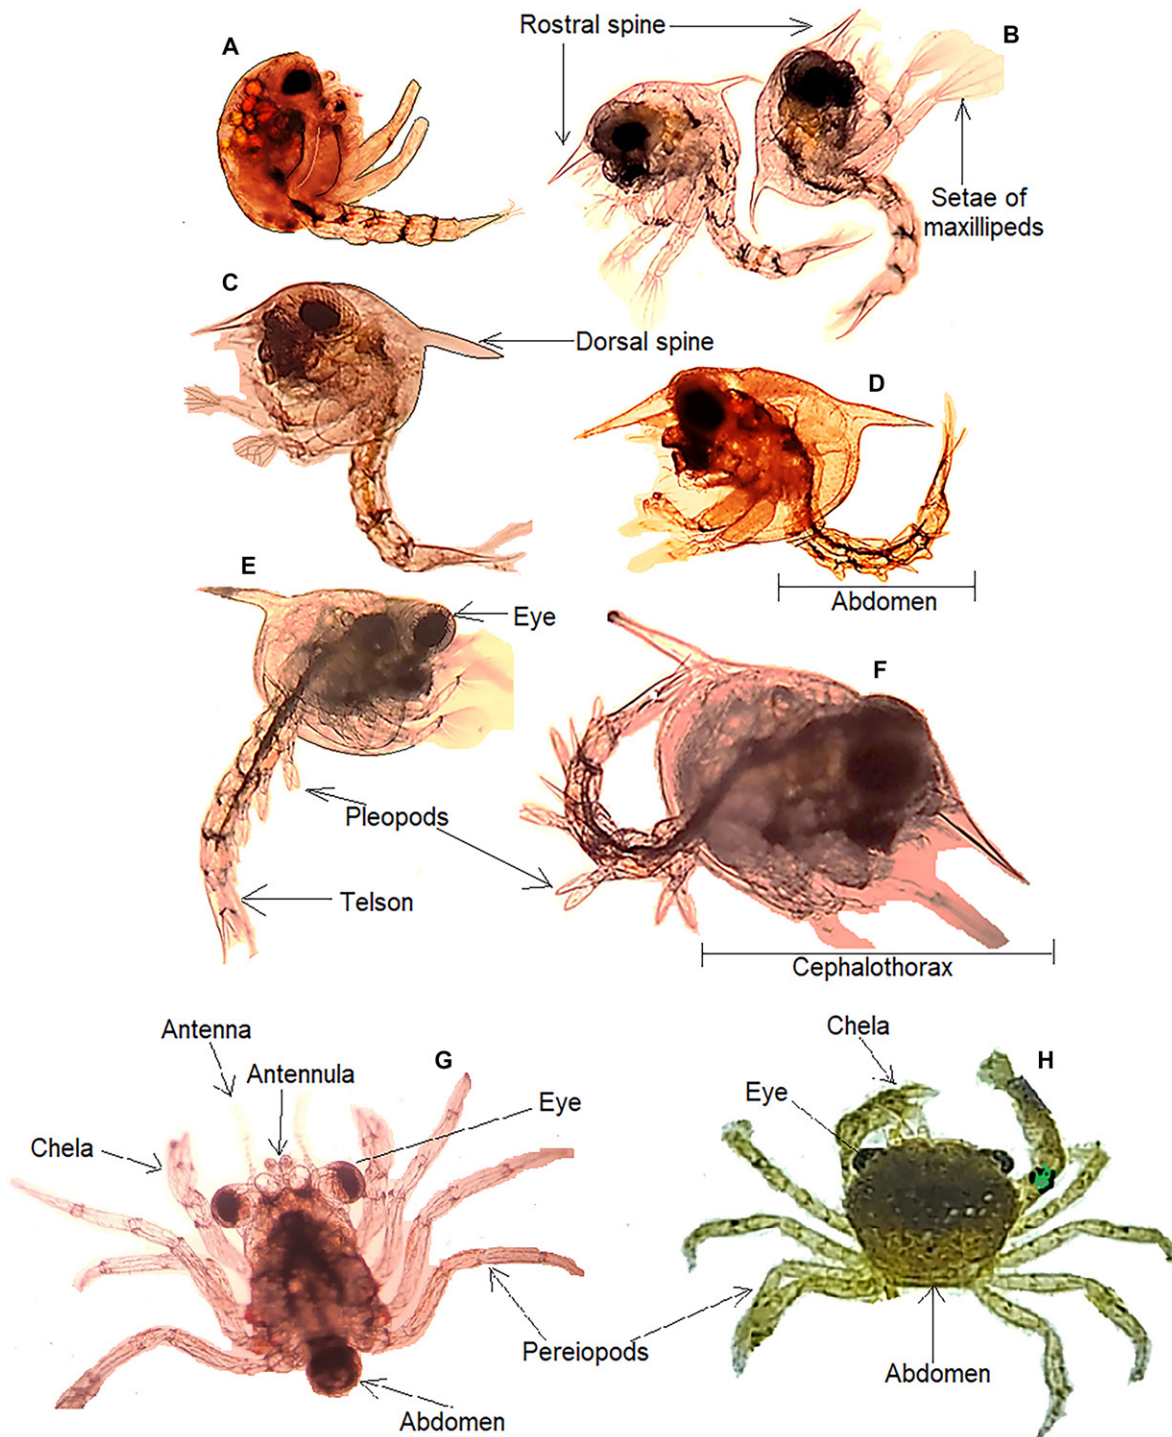 Rostral spine
A
B
Setae of
maxillipeds
C
Dorsal spine
D
Abdomen
E
Eye
F
Pleopods
Telson
Cephalothorax
Antenna
Chela
Antennula
G
H
Eye
Eye
Chela
Pereiopods
Abdomen
Abdomen